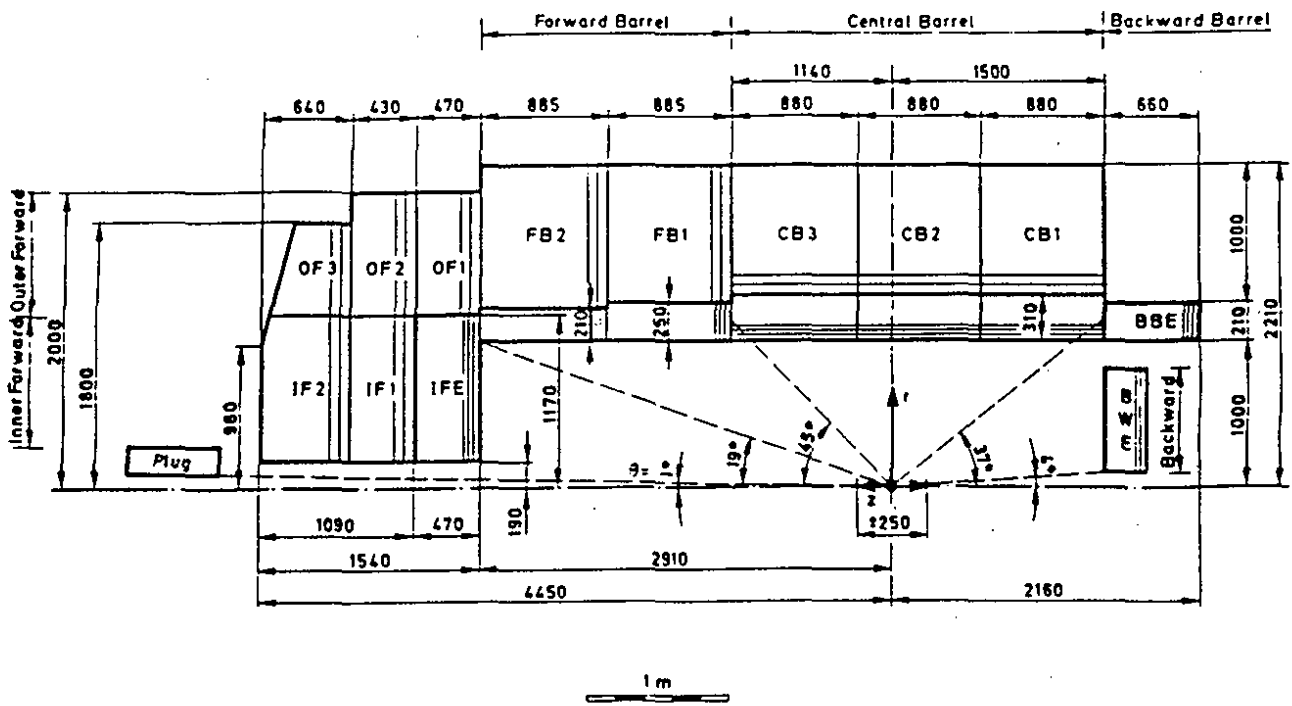 Forward Barrel Central Barrel Backward Barrel
1140 1500
640 430 470 885 885 880 880 880 660
Inner Forward Outer Forward
2000
1800
960
OF3 OF2 OF1 FB2 FB1 CB3 CB2 CB1
1000
2210
210 250 310 BBE 210
IF2 IF1 IFE 1170
r
1000
Backward
19° 45° 37°
Plug
θ= 1°
190
z
±250
1090 470
1540 2910
4450 2160
1 m